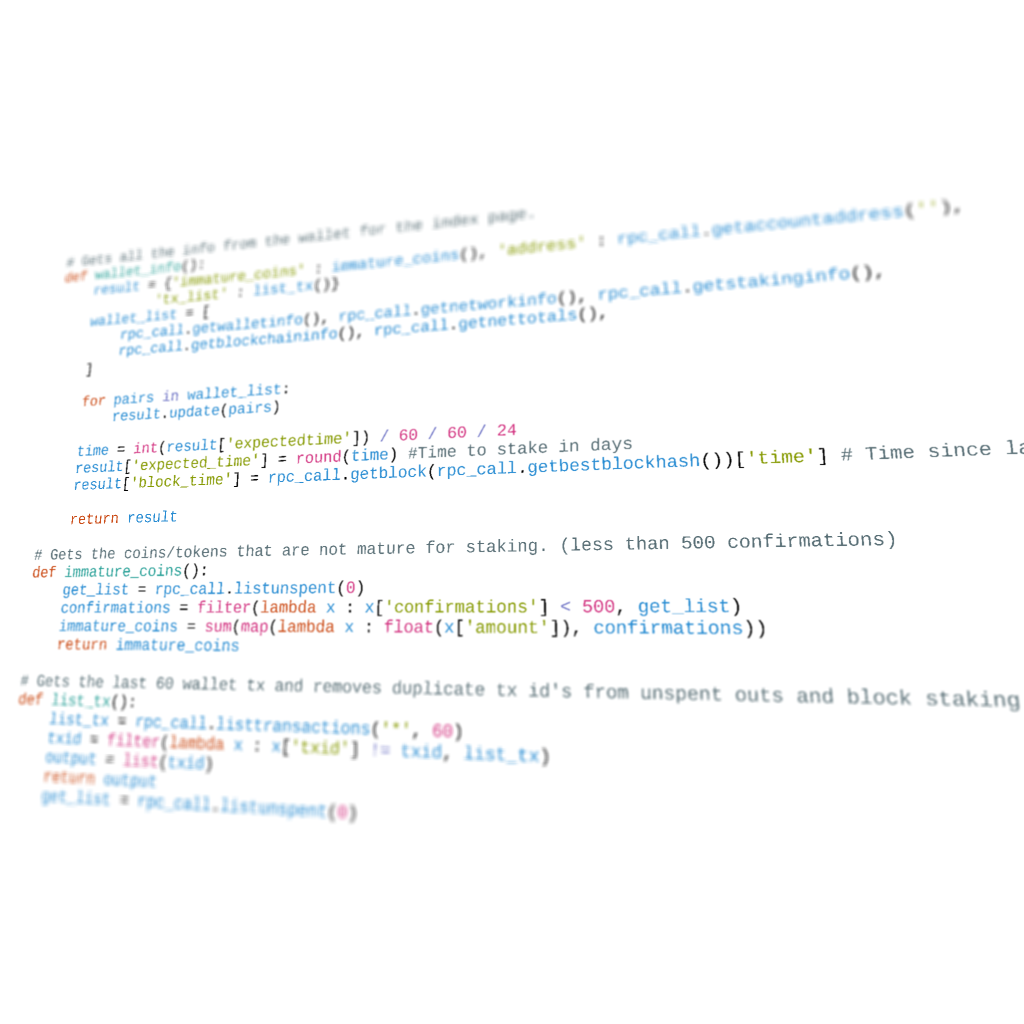 # Gets all the info from the wallet for the index page.
def wallet_info():
    result = {'immature_coins' : immature_coins(), 'address' : rpc_call.getaccountaddress(''),
            'tx_list' : list_tx()}
    wallet_list = [
        rpc_call.getwalletinfo(), rpc_call.getnetworkinfo(), rpc_call.getstakinginfo(),
        rpc_call.getblockchaininfo(), rpc_call.getnettotals(),
    ]
    for pairs in wallet_list:
        result.update(pairs)
    time = int(result['expectedtime']) / 60 / 60 / 24
    result['expected_time'] = round(time) #Time to stake in days
    result['block_time'] = rpc_call.getblock(rpc_call.getbestblockhash())['time'] # Time since la
    return result
# Gets the coins/tokens that are not mature for staking. (less than 500 confirmations)
def immature_coins():
    get_list = rpc_call.listunspent(0)
    confirmations = filter(lambda x : x['confirmations'] < 500, get_list)
    immature_coins = sum(map(lambda x : float(x['amount']), confirmations))
    return immature_coins
# Gets the last 60 wallet tx and removes duplicate tx id's from unspent outs and block staking
def list_tx():
    list_tx = rpc_call.listtransactions('*', 60)
    txid = filter(lambda x : x['txid'] != txid, list_tx)
    output = list(txid)
    return output
    get_list = rpc_call.listunspent(0)